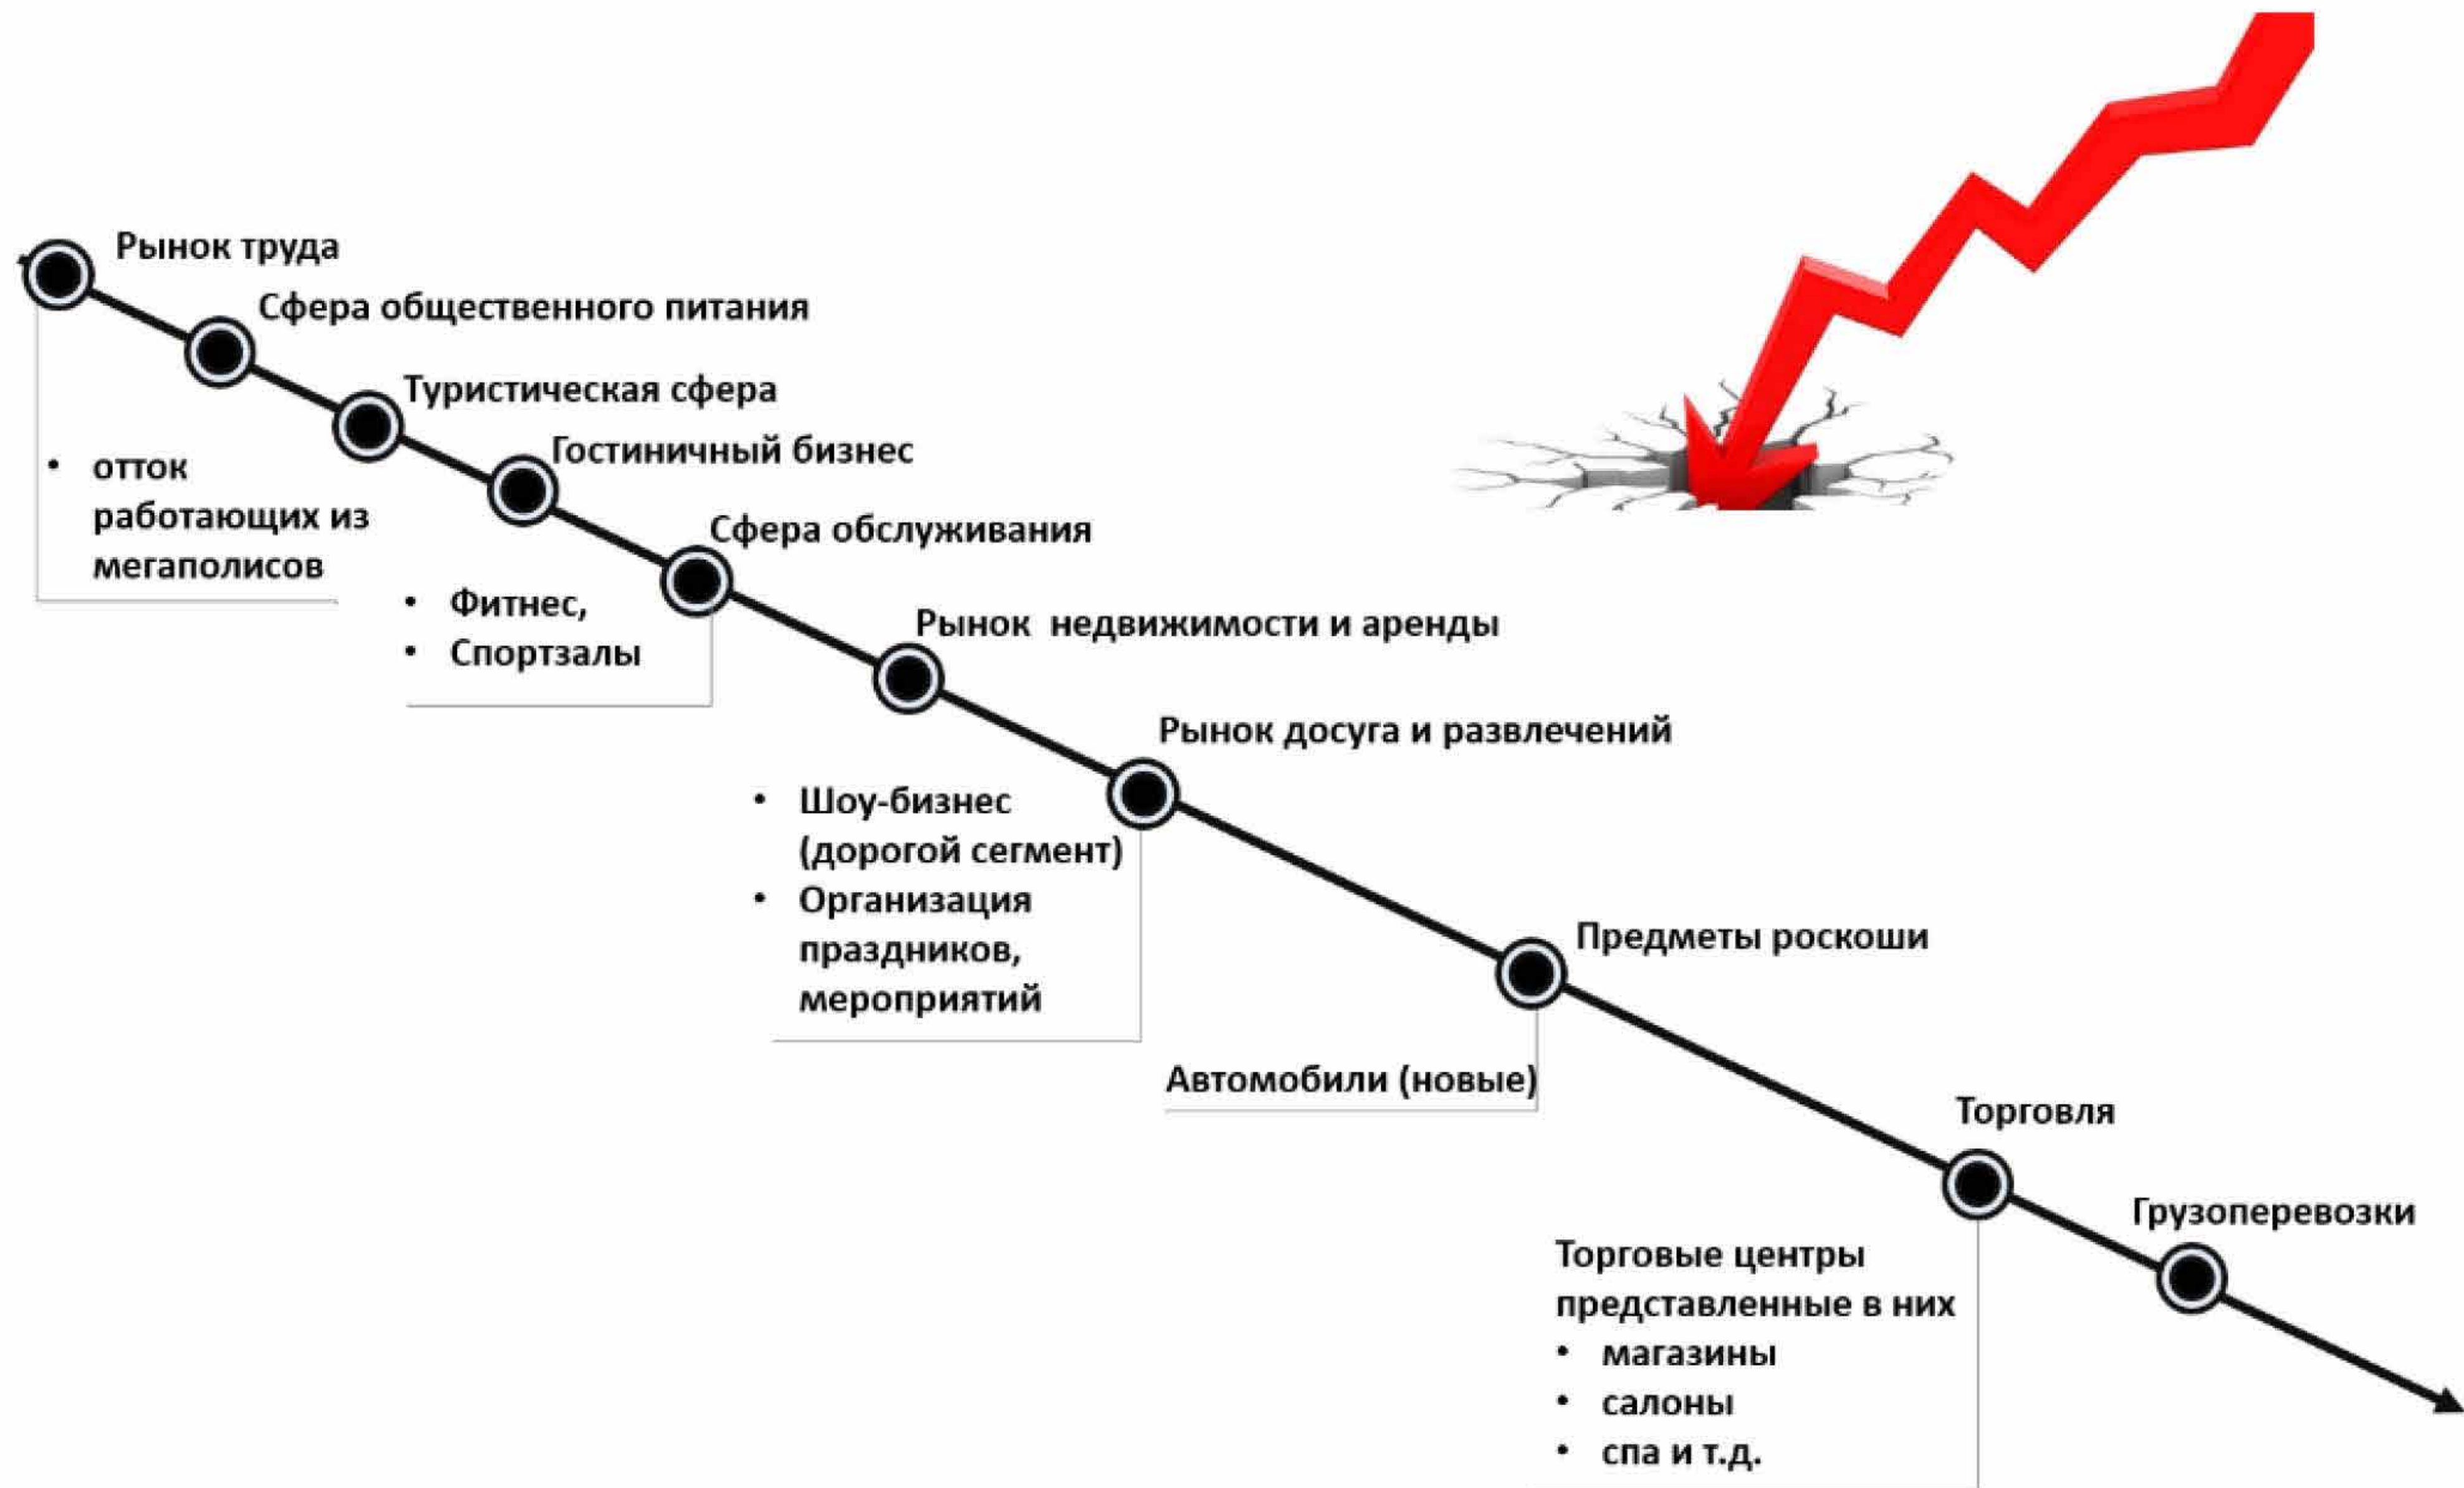 Рынок труда
• отток
работающих из
мегаполисов
Сфера общественного питания
Туристическая сфера
Гостиничный бизнес
Сфера обслуживания
• Фитнес,
• Спортзалы
Рынок недвижимости и аренды
Рынок досуга и развлечений
• Шоу-бизнес
(дорогой сегмент)
• Организация
праздников,
мероприятий
Предметы роскоши
Автомобили (новые)
Торговля
Торговые центры
представленные в них
• магазины
• салоны
• спа и т.д.
Грузоперевозки